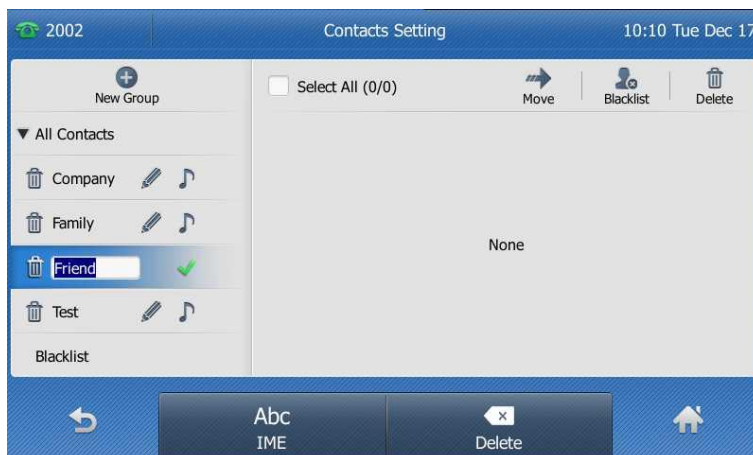 2002
Contacts Setting
10:10 Tue Dec 17
New Group
Select All (0/0)
Move
Blacklist
Delete
All Contacts
Company
Family
None
Friend
Test
Blacklist
Abc
IME
Delete